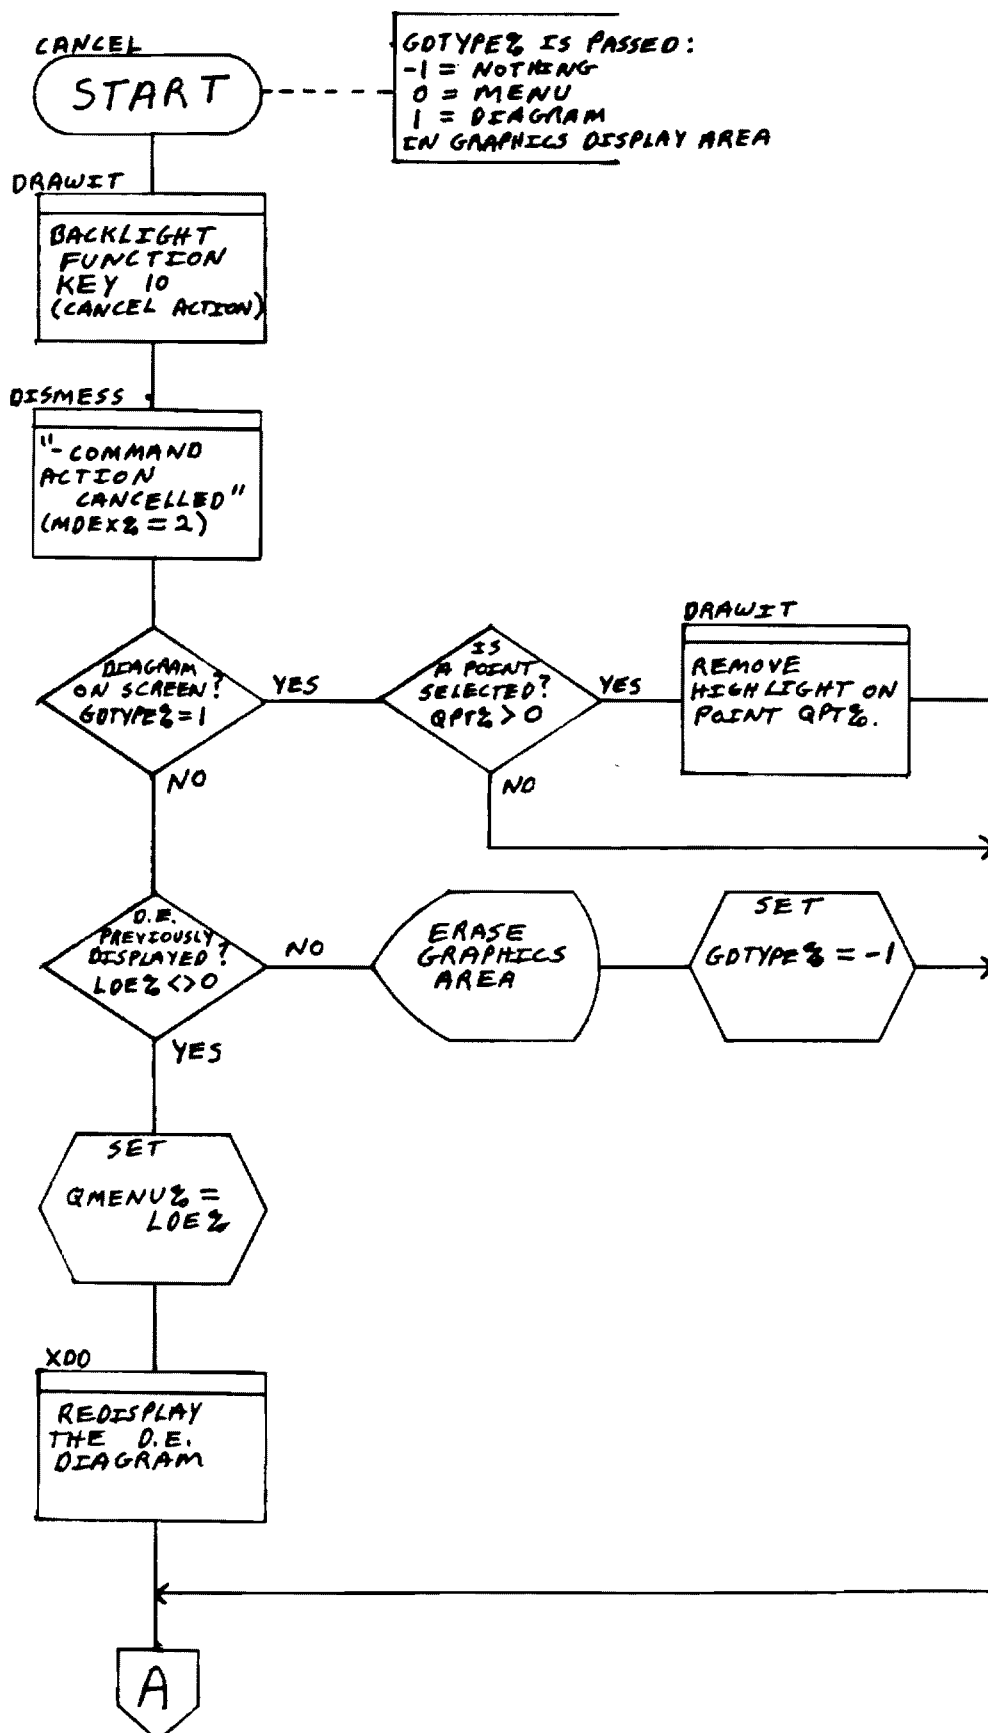 CANCEL
START
GDTYPE% IS PASSED:
-1 = NOTHING
0 = MENU
1 = DIAGRAM
IN GRAPHICS DISPLAY AREA
DRAWIT
BACKLIGHT
FUNCTION
KEY 10
(CANCEL ACTION)
DISMESS
"-COMMAND
ACTION
CANCELLED"
(MDEX% = 2)
DIAGRAM
ON SCREEN?
GDTYPE% = 1
YES
NO
IS
A POINT
SELECTED?
QPT% > 0
YES
NO
DRAWIT
REMOVE
HIGHLIGHT ON
POINT QPT%.
D.E.
PREVIOUSLY
DISPLAYED?
LDE% <> 0
NO
YES
ERASE
GRAPHICS
AREA
SET
GDTYPE% = -1
SET
QMENU% =
LDE%
XDO
REDISPLAY
THE D.E.
DIAGRAM
A